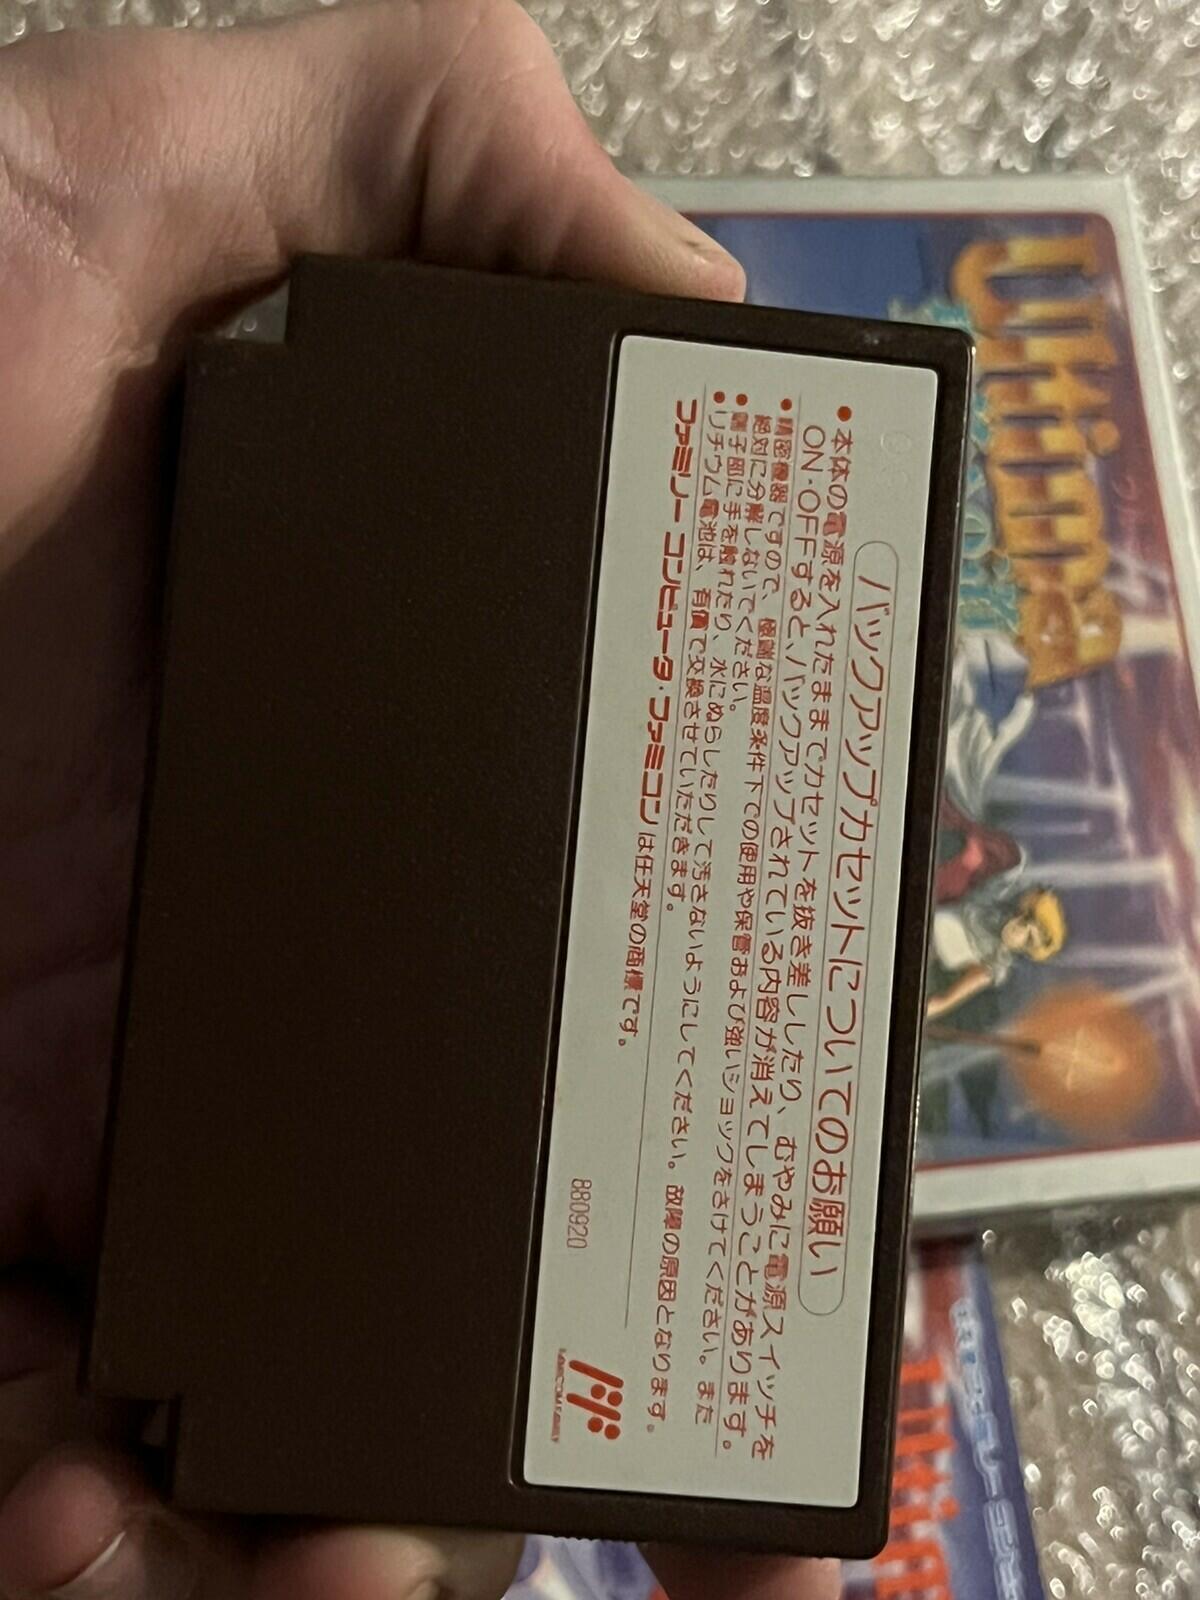 バックアップカセットについてのお願い
●本体の電源を入れたままでカセットを抜き差ししたり、むやみに電源スイッチを
ON・OFFすると、バックアップされている内容が消えてしまうことがあります。
●精密機器ですので、極端な温度条件下での使用や保管および強いショックをさけてください。また
絶対に分解しないでください。
●端子部に手を触れたり、水にぬらしたりして汚さないようにしてください。故障の原因となります。
●リチウム電池は、有償で交換させていただきます。
ファミリーコンピュータ・ファミコンは任天堂の商標です。
880920
FAMICOM FAMILY
Ultima